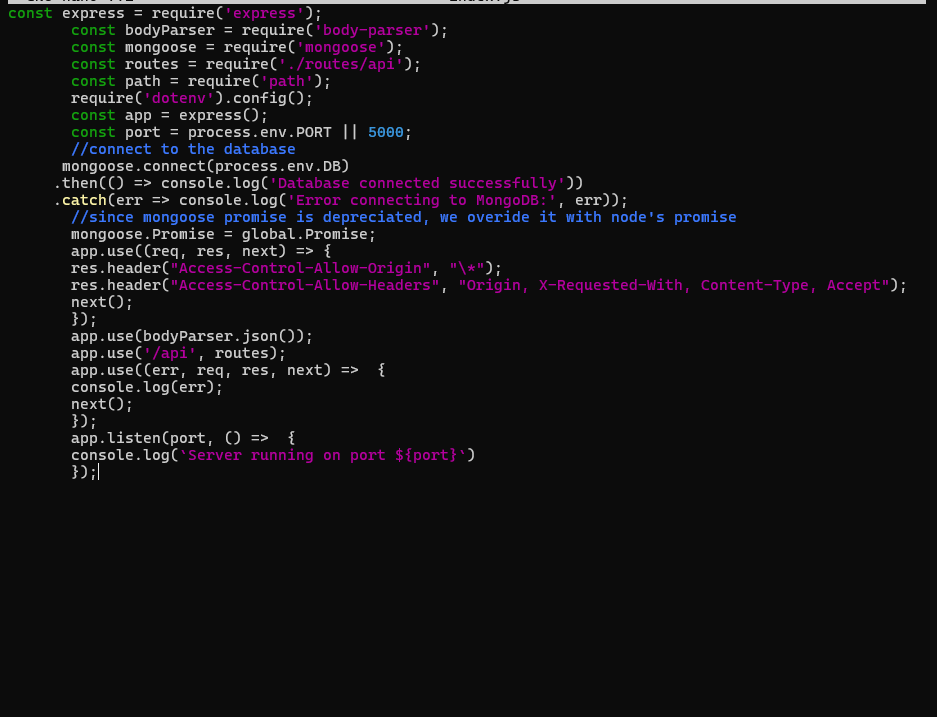 const express = require('express');
const bodyParser = require('body-parser');
const mongoose = require('mongoose');
const routes = require('./routes/api');
const path = require('path');
require('dotenv').config();
const app = express();
const port = process.env.PORT || 5000;
//connect to the database
mongoose.connect(process.env.DB)
.then(() => console.log('Database connected successfully'))
.catch(err => console.log('Error connecting to MongoDB:', err));
//since mongoose promise is depreciated, we overide it with node's promise
mongoose.Promise = global.Promise;
app.use((req, res, next) => {
res.header("Access-Control-Allow-Origin", "\*");
res.header("Access-Control-Allow-Headers", "Origin, X-Requested-With, Content-Type, Accept");
next();
});
app.use(bodyParser.json());
app.use('/api', routes);
app.use((err, req, res, next) =>  {
console.log(err);
next();
});
app.listen(port, () =>  {
console.log(`Server running on port ${port}`)
});